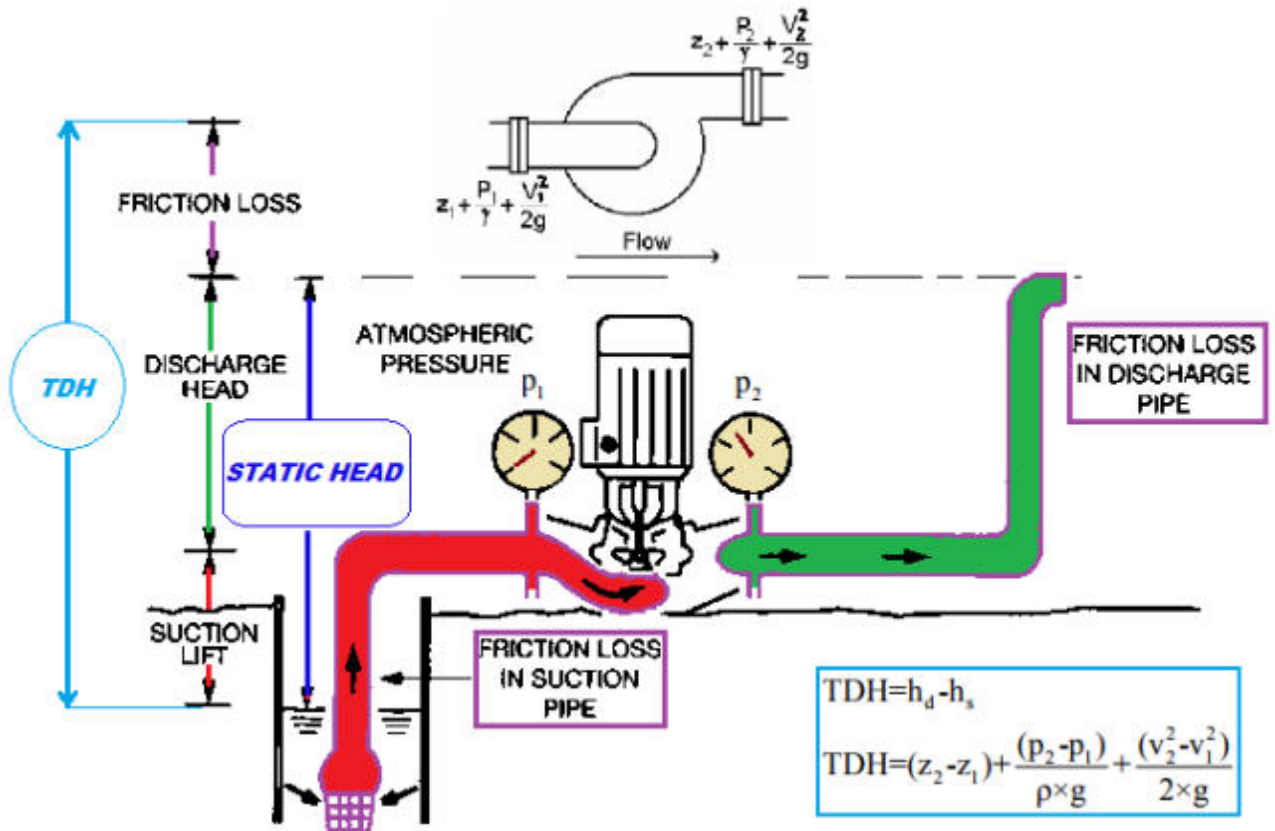 z₂+P₂/γ+V₂²/2g
z₁+P₁/γ+V₁²/2g
Flow
FRICTION LOSS
TDH
DISCHARGE
HEAD
STATIC HEAD
SUCTION
LIFT
ATMOSPHERIC
PRESSURE
p₁
p₂
FRICTION LOSS
IN DISCHARGE
PIPE
FRICTION LOSS
IN SUCTION
PIPE
TDH=h_d-h_s
TDH=(z₂-z₁)+(p₂-p₁)/ρ×g+(v₂²-v₁²)/2×g